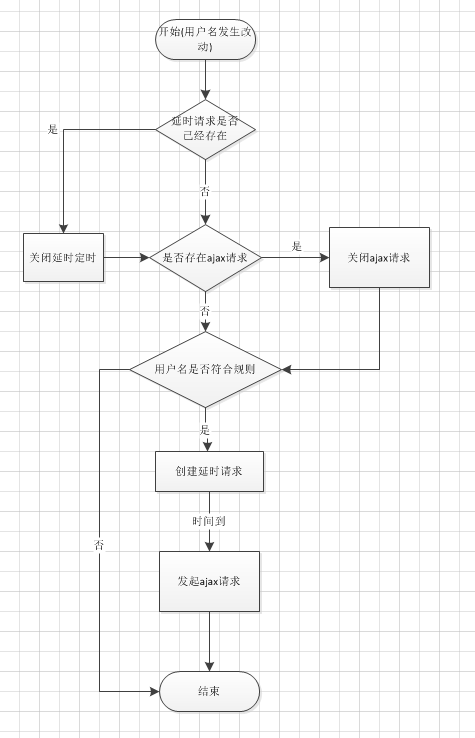 开始(用户名发生改
动)
延时请求是否
已经存在
是
否
关闭延时定时
是否存在ajax请求
是
关闭ajax请求
否
用户名是否符合规则
是
创建延时请求
时间到
否
发起ajax请求
结束